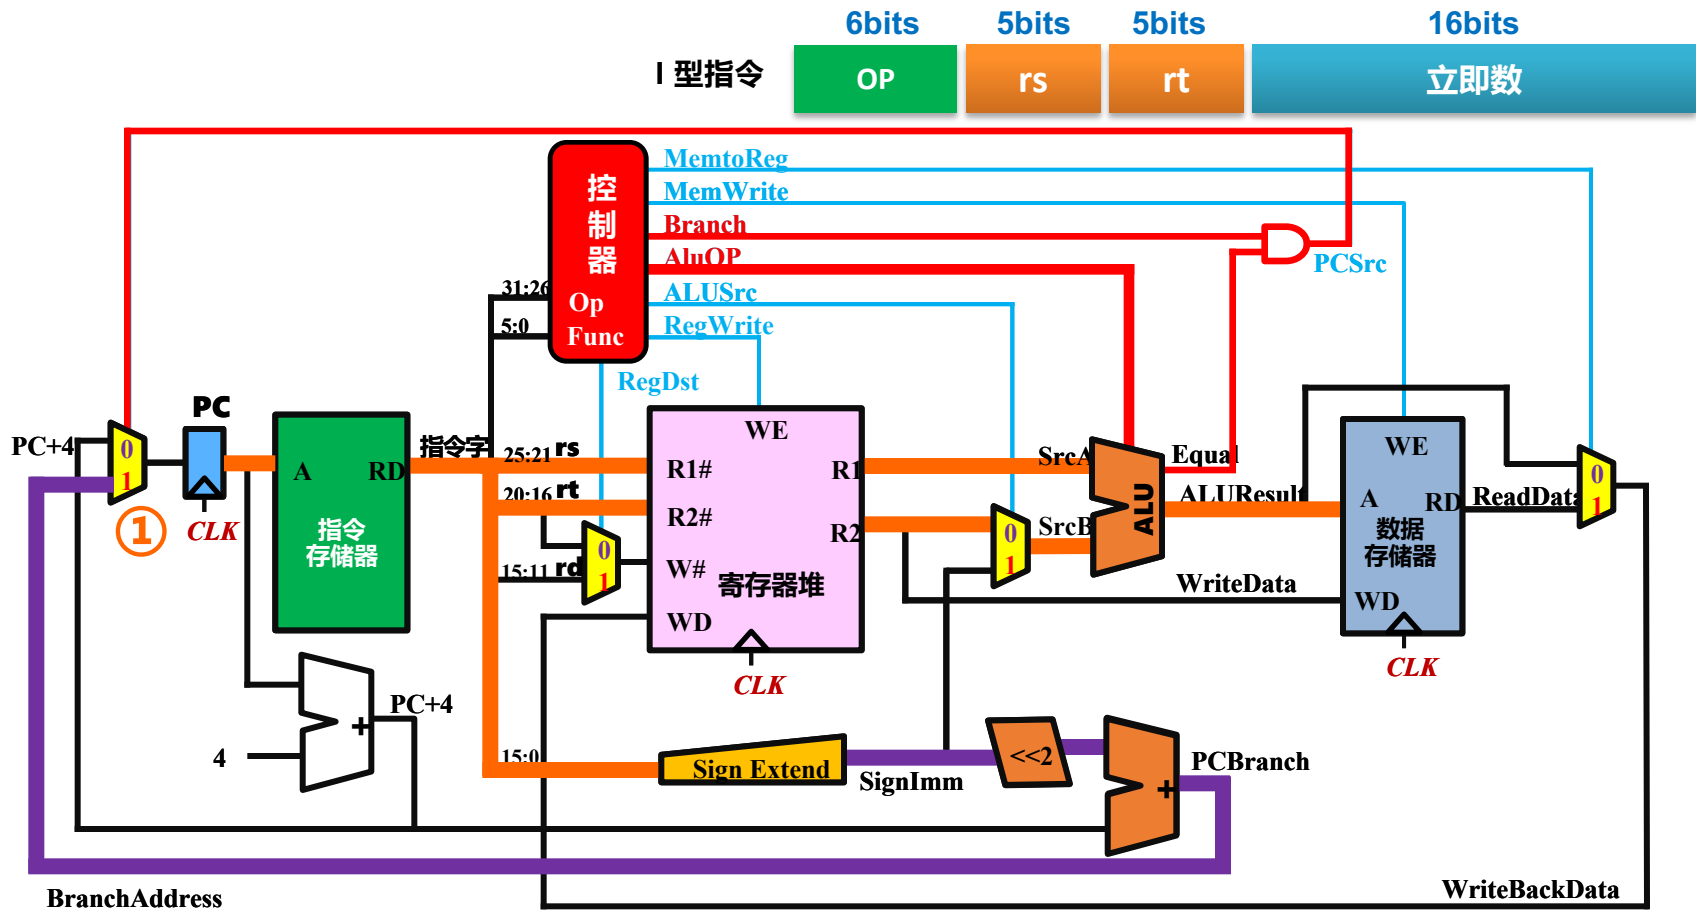 6bits 5bits 5bits 16bits
I 型指令 OP rs rt 立即数
控制器
Op
Func
MemtoReg
MemWrite
Branch
AluOP
ALUSrc
RegWrite
RegDst
PCSrc
31:26
5:0
PC+4
0
1
①
PC
CLK
A
RD
指令
存储器
指令字
25:21 rs
20:16 rt
15:11 rd
15:0
0
1
WE
R1#
R2#
W#
WD
R1
R2
寄存器堆
CLK
0
1
SrcA
SrcB
ALU
Equal
ALUResult
WriteData
WE
A
RD
数据
存储器
WD
CLK
ReadData
0
1
4
+
PC+4
Sign Extend
SignImm
<<2
+
PCBranch
BranchAddress
WriteBackData